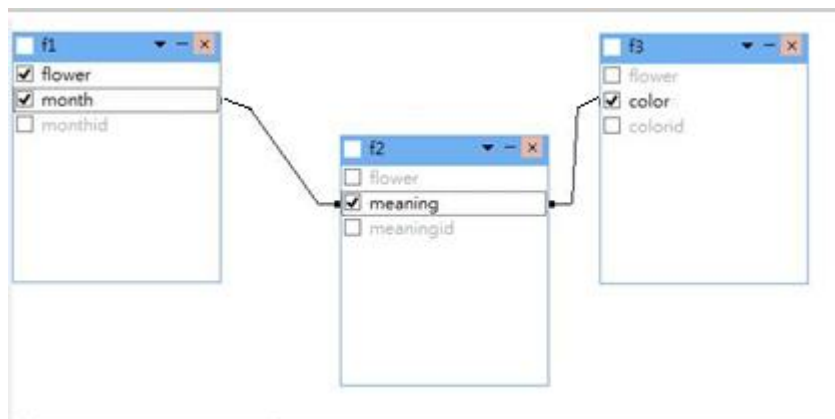 f1
flower
month
monthid
f2
flower
meaning
meaningid
f3
flower
color
colorid